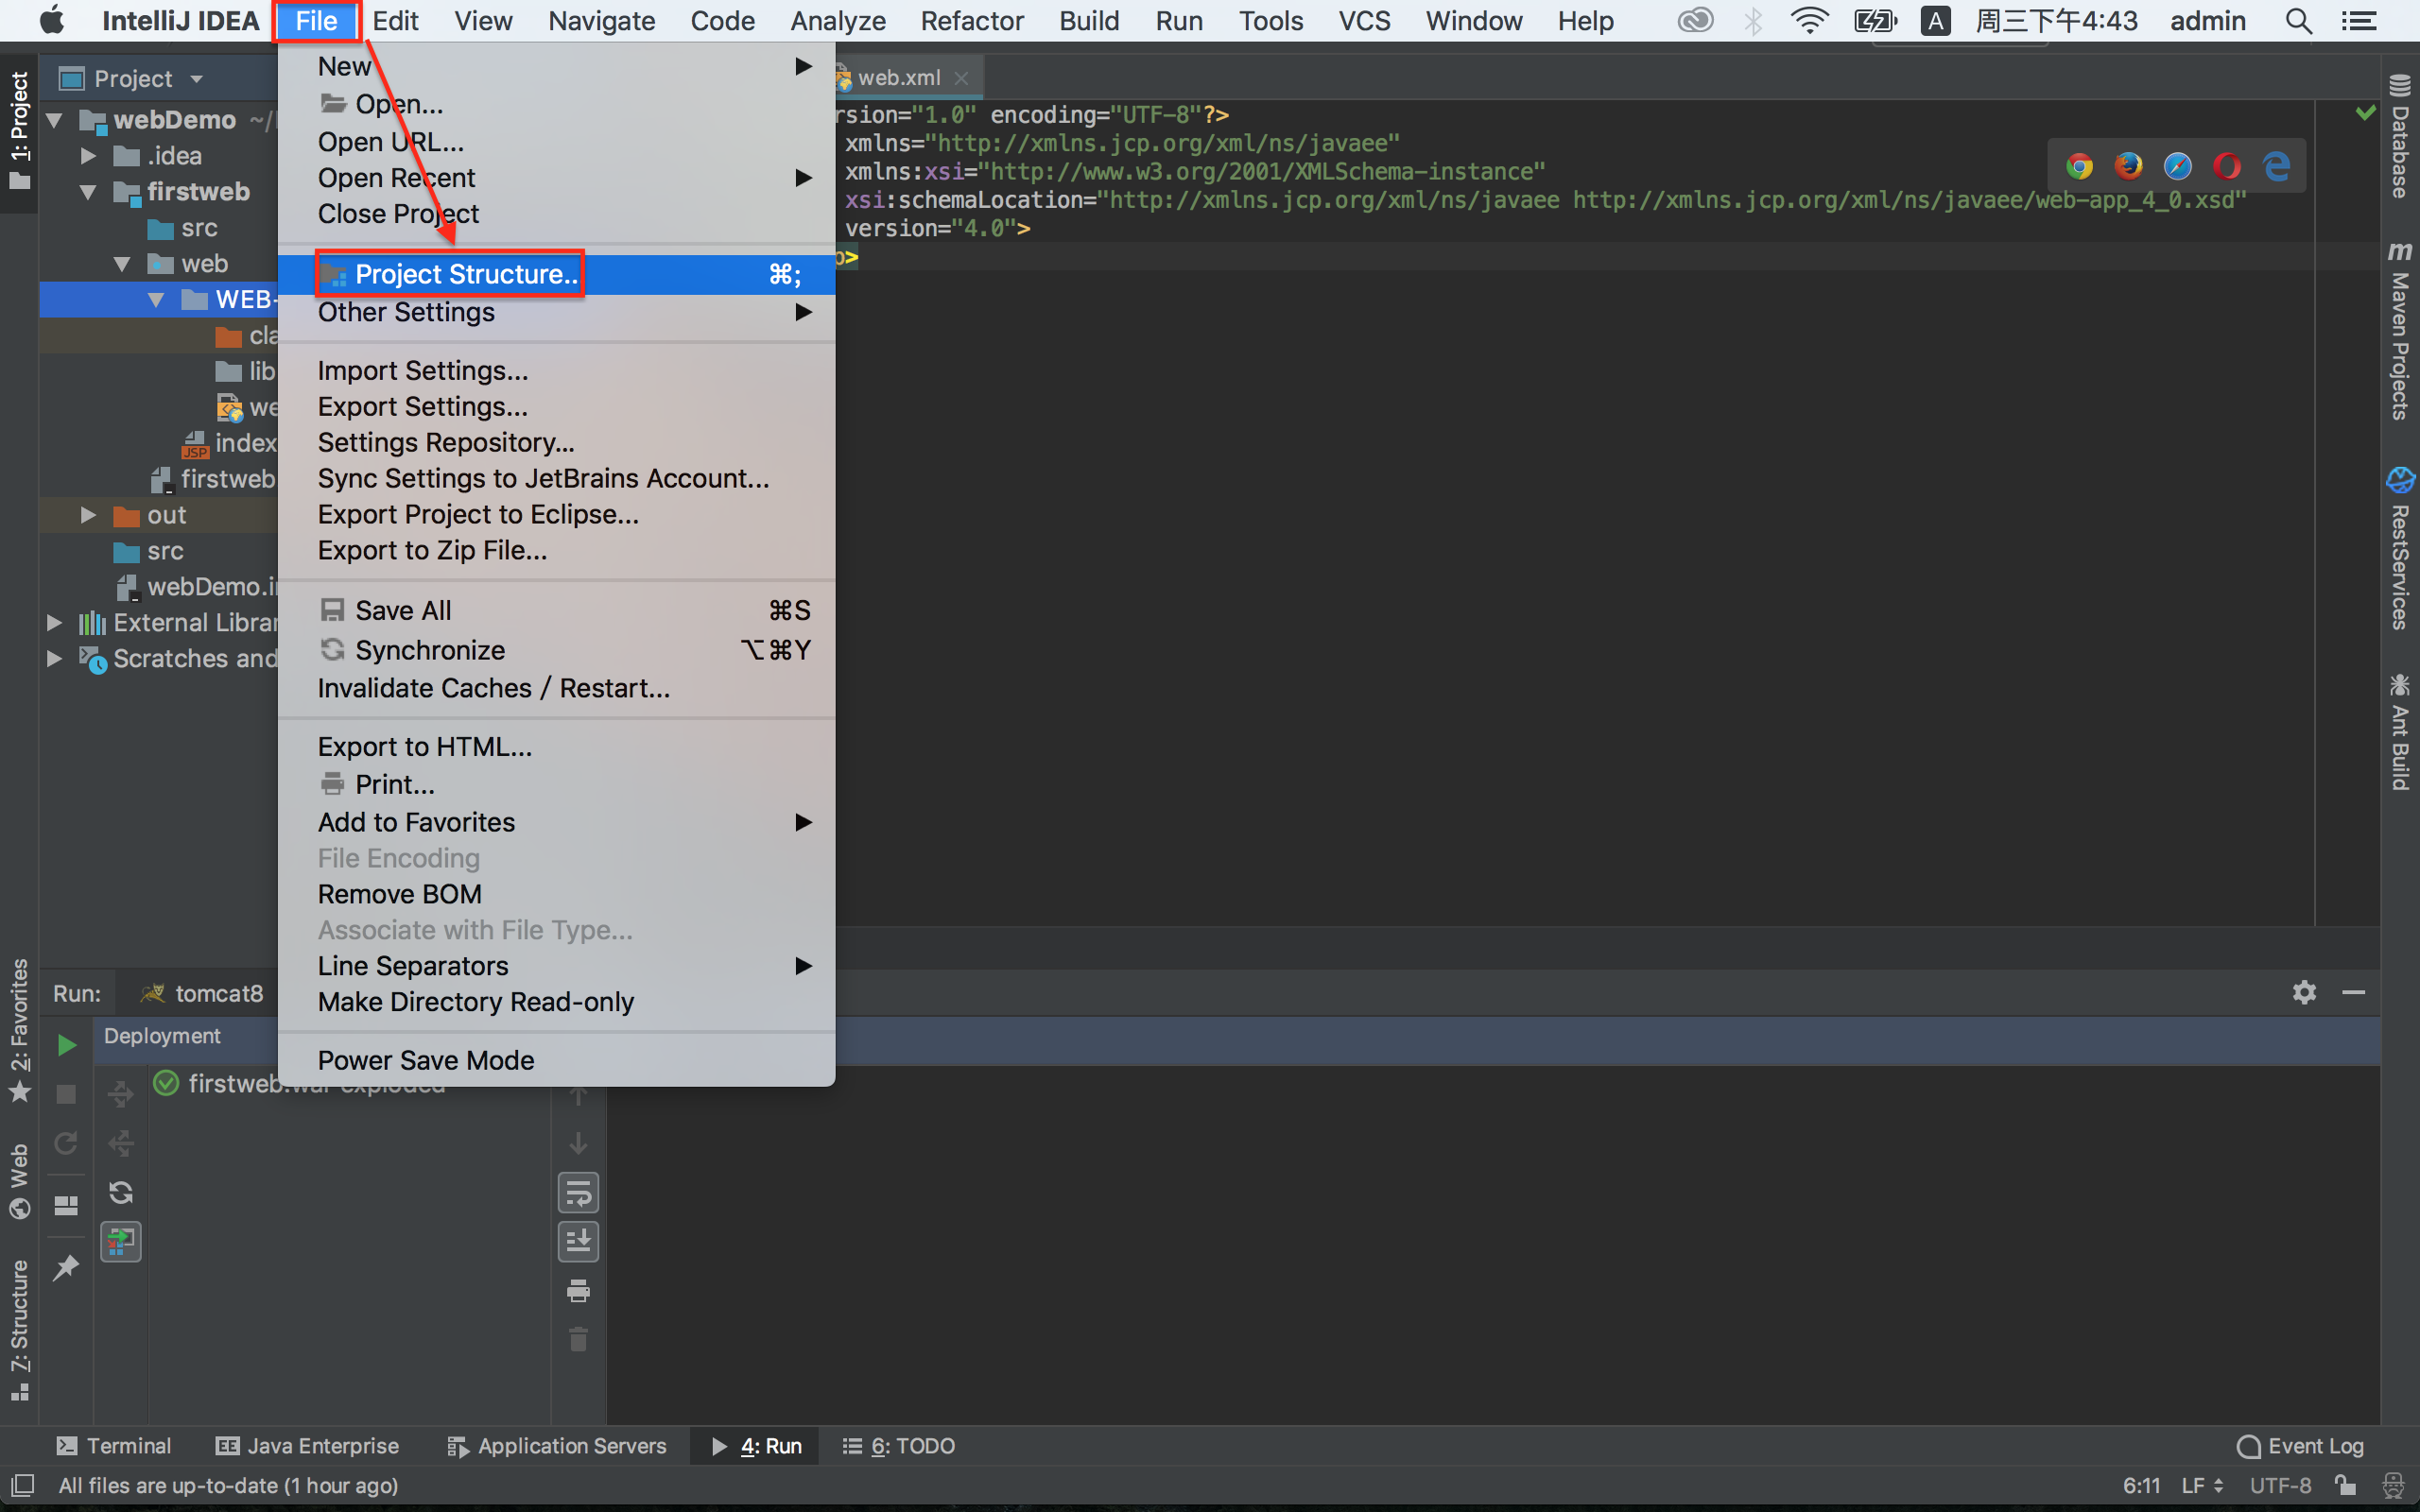 IntelliJ IDEA File Edit View Navigate Code Analyze Refactor Build Run Tools VCS Window Help A 周三下午4:43 admin
1: Project
Project
webDemo ~/
.idea
firstweb
src
web
WEB-
cla
lib
we
index
JSP
firstweb
out
src
webDemo.i
External Librar
Scratches and
New
Open...
Open URL...
Open Recent
Close Project
Project Structure.. ⌘;
Other Settings
Import Settings...
Export Settings...
Settings Repository...
Sync Settings to JetBrains Account...
Export Project to Eclipse...
Export to Zip File...
Save All ⌘S
Synchronize ⌥⌘Y
Invalidate Caches / Restart...
Export to HTML...
Print...
Add to Favorites
File Encoding
Remove BOM
Associate with File Type...
Line Separators
Make Directory Read-only
Power Save Mode
web.xml
rsion="1.0" encoding="UTF-8"?>
xmlns="http://xmlns.jcp.org/xml/ns/javaee"
xmlns:xsi="http://www.w3.org/2001/XMLSchema-instance"
xsi:schemaLocation="http://xmlns.jcp.org/xml/ns/javaee http://xmlns.jcp.org/xml/ns/javaee/web-app_4_0.xsd"
version="4.0">
p>
Database
m Maven Projects
RestServices
Ant Build
2: Favorites
Web
7: Structure
Run: tomcat8
Deployment
firstweb:war exploded
Terminal EE Java Enterprise Application Servers 4: Run 6: TODO Event Log
All files are up-to-date (1 hour ago) 6:11 LF UTF-8